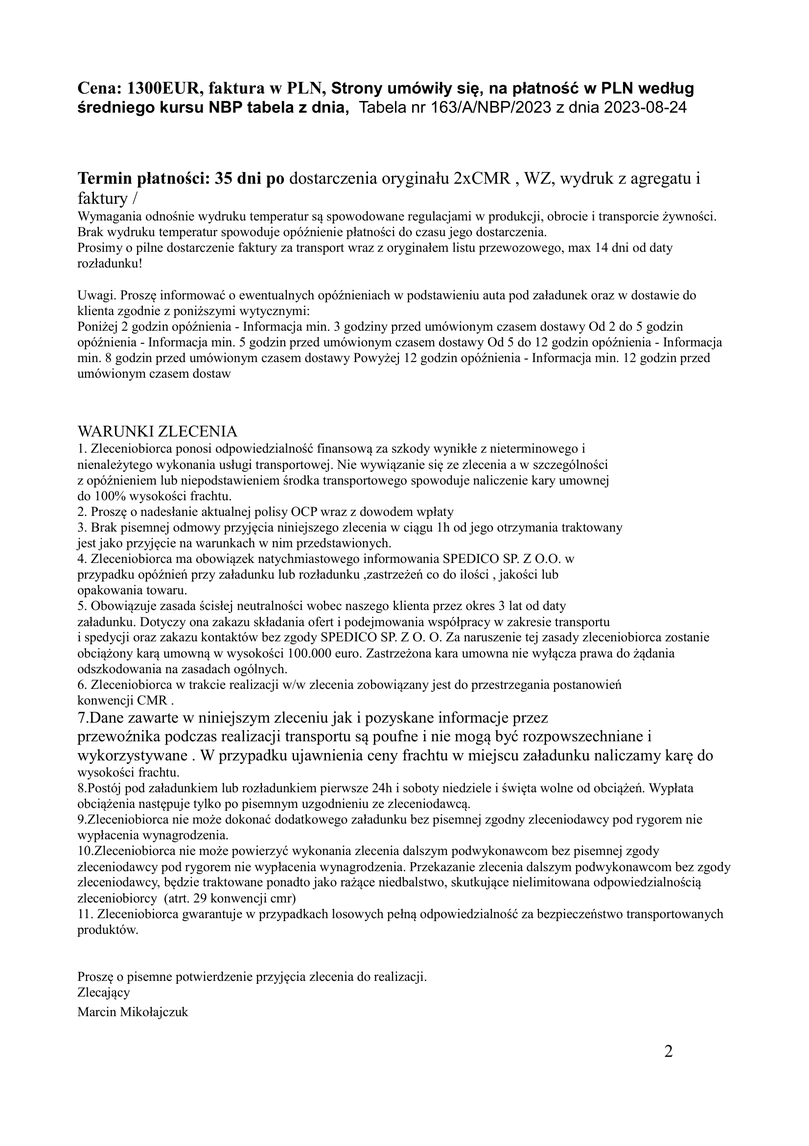 Cena: 1300EUR, faktura w PLN, Strony umówiły się, na płatność w PLN według
średniego kursu NBP tabela z dnia, Tabela nr 163/A/NBP/2023 z dnia 2023-08-24
Termin płatności: 35 dni po dostarczenia oryginału 2xCMR , WZ, wydruk z agregatu i
faktury /
Wymagania odnośnie wydruku temperatur są spowodowane regulacjami w produkcji, obrocie i transporcie żywności.
Brak wydruku temperatur spowoduje opóźnienie płatności do czasu jego dostarczenia.
Prosimy o pilne dostarczenie faktury za transport wraz z oryginałem listu przewozowego, max 14 dni od daty
rozładunku!
Uwagi. Proszę informować o ewentualnych opóźnieniach w podstawieniu auta pod załadunek oraz w dostawie do
klienta zgodnie z poniższymi wytycznymi:
Poniżej 2 godzin opóźnienia - Informacja min. 3 godziny przed umówionym czasem dostawy Od 2 do 5 godzin
opóźnienia - Informacja min. 5 godzin przed umówionym czasem dostawy Od 5 do 12 godzin opóźnienia - Informacja
min. 8 godzin przed umówionym czasem dostawy Powyżej 12 godzin opóźnienia - Informacja min. 12 godzin przed
umówionym czasem dostaw
WARUNKI ZLECENIA
1. Zleceniobiorca ponosi odpowiedzialność finansową za szkody wynikłe z nieterminowego i
nienależytego wykonania usługi transportowej. Nie wywiązanie się ze zlecenia a w szczególności
z opóźnieniem lub niepodstawieniem środka transportowego spowoduje naliczenie kary umownej
do 100% wysokości frachtu.
2. Proszę o nadesłanie aktualnej polisy OCP wraz z dowodem wpłaty
3. Brak pisemnej odmowy przyjęcia niniejszego zlecenia w ciągu 1h od jego otrzymania traktowany
jest jako przyjęcie na warunkach w nim przedstawionych.
4. Zleceniobiorca ma obowiązek natychmiastowego informowania SPEDICO SP. Z O.O. w
przypadku opóźnień przy załadunku lub rozładunku ,zastrzeżeń co do ilości , jakości lub
opakowania towaru.
5. Obowiązuje zasada ścisłej neutralności wobec naszego klienta przez okres 3 lat od daty
załadunku. Dotyczy ona zakazu składania ofert i podejmowania współpracy w zakresie transportu
i spedycji oraz zakazu kontaktów bez zgody SPEDICO SP. Z O. O. Za naruszenie tej zasady zleceniobiorca zostanie
obciążony karą umowną w wysokości 100.000 euro. Zastrzeżona kara umowna nie wyłącza prawa do żądania
odszkodowania na zasadach ogólnych.
6. Zleceniobiorca w trakcie realizacji w/w zlecenia zobowiązany jest do przestrzegania postanowień
konwencji CMR .
7.Dane zawarte w niniejszym zleceniu jak i pozyskane informacje przez
przewoźnika podczas realizacji transportu są poufne i nie mogą być rozpowszechniane i
wykorzystywane . W przypadku ujawnienia ceny frachtu w miejscu załadunku naliczamy karę do
wysokości frachtu.
8.Postój pod załadunkiem lub rozładunkiem pierwsze 24h i soboty niedziele i święta wolne od obciążeń. Wypłata
obciążenia następuje tylko po pisemnym uzgodnieniu ze zleceniodawcą.
9.Zleceniobiorca nie może dokonać dodatkowego załadunku bez pisemnej zgodny zleceniodawcy pod rygorem nie
wypłacenia wynagrodzenia.
10.Zleceniobiorca nie może powierzyć wykonania zlecenia dalszym podwykonawcom bez pisemnej zgody
zleceniodawcy pod rygorem nie wypłacenia wynagrodzenia. Przekazanie zlecenia dalszym podwykonawcom bez zgody
zleceniodawcy, będzie traktowane ponadto jako rażące niedbalstwo, skutkujące nielimitowana odpowiedzialnością
zleceniobiorcy (atrt. 29 konwencji cmr)
11. Zleceniobiorca gwarantuje w przypadkach losowych pełną odpowiedzialność za bezpieczeństwo transportowanych
produktów.
Proszę o pisemne potwierdzenie przyjęcia zlecenia do realizacji.
Zlecający
Marcin Mikołajczuk
2